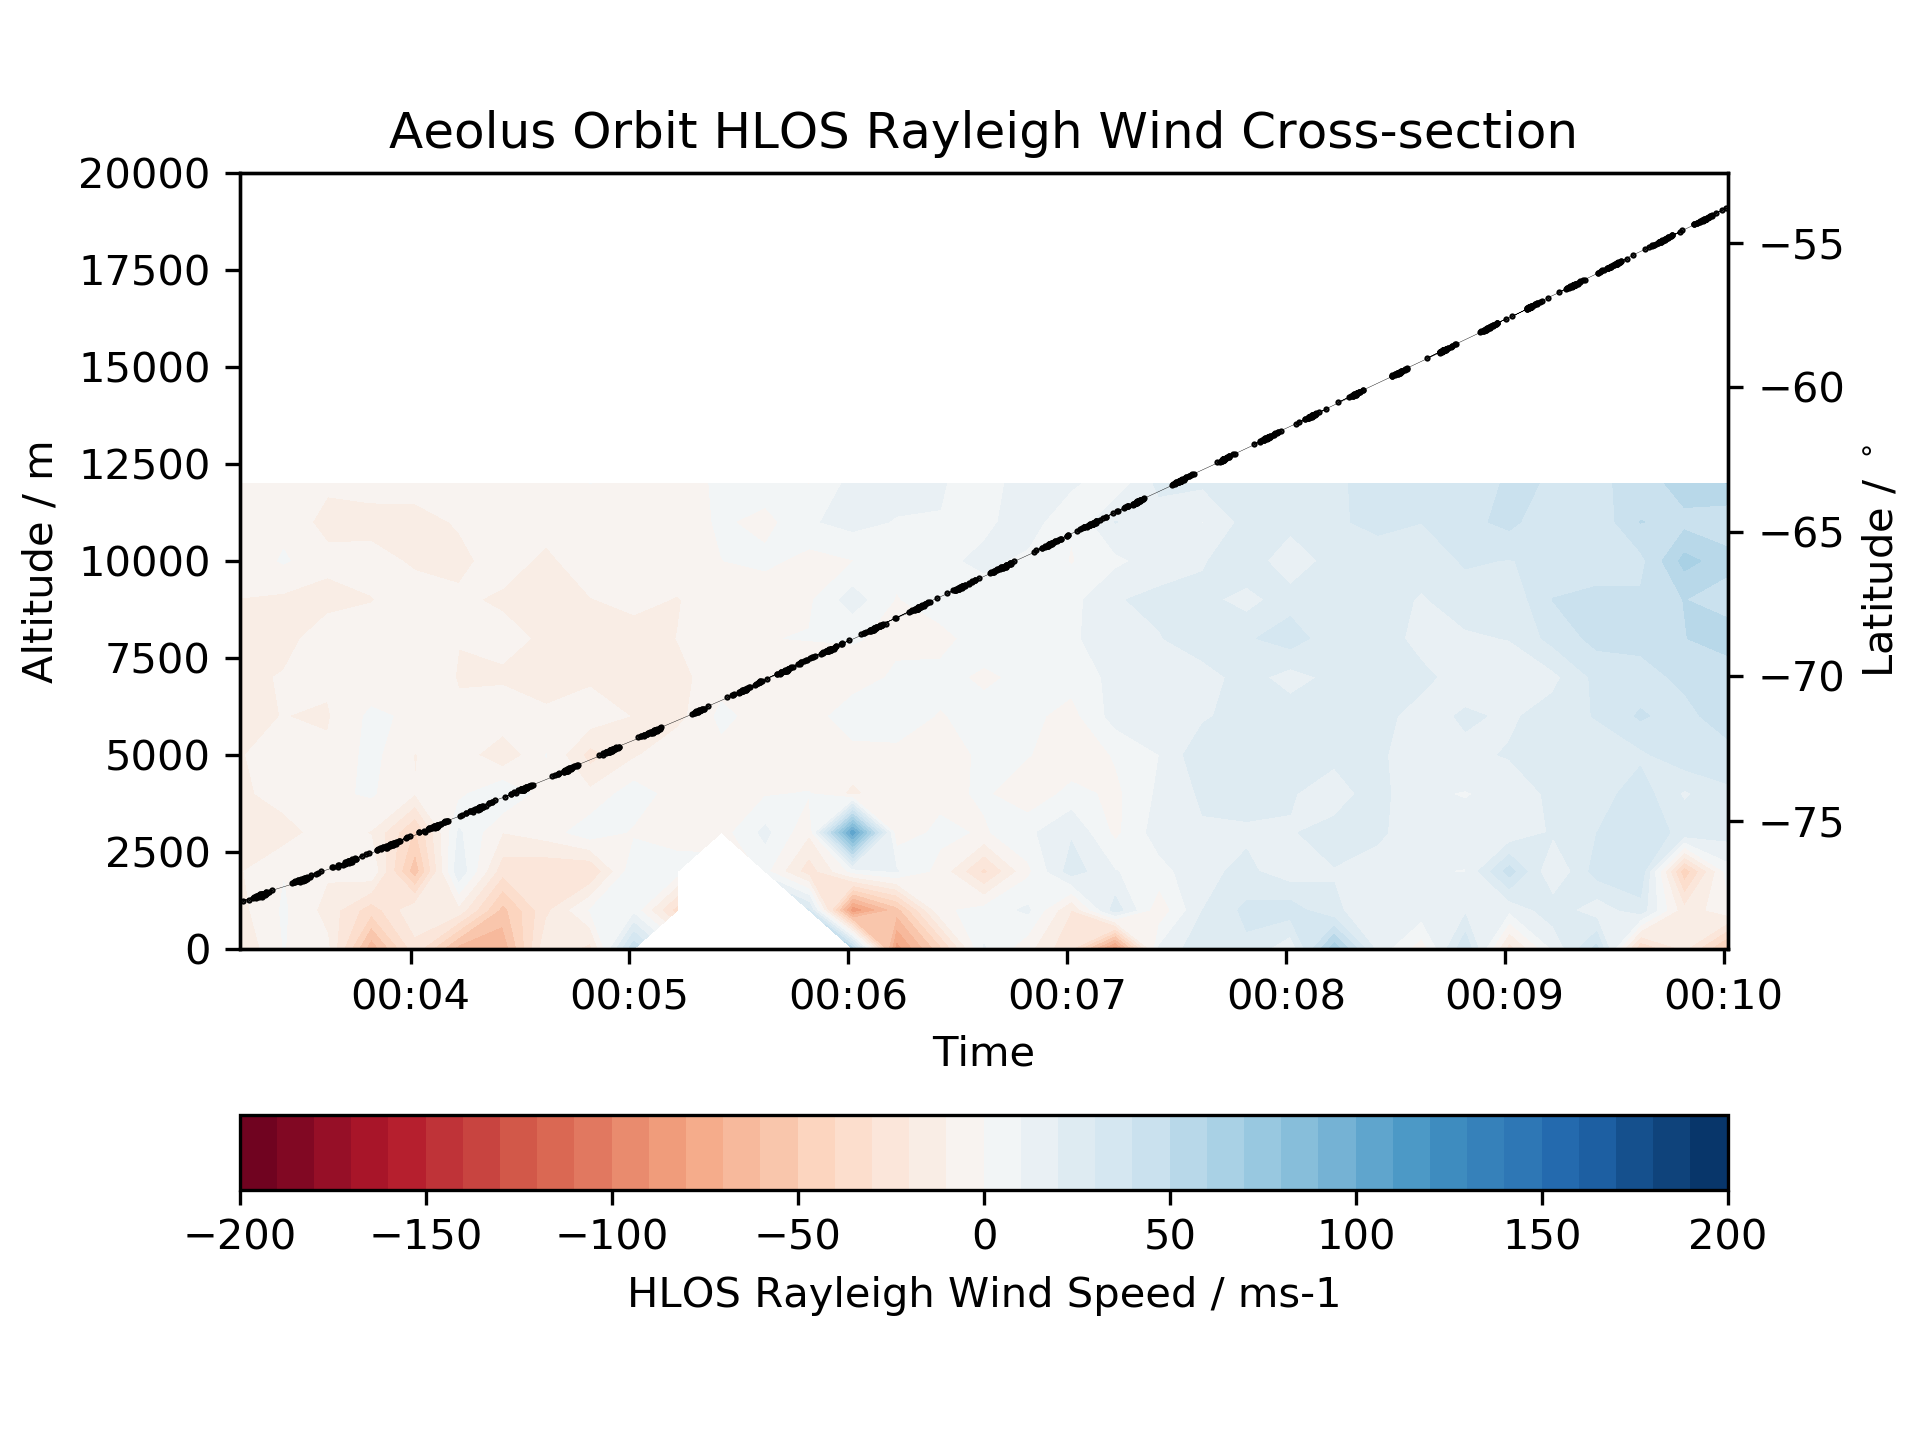 Aeolus Orbit HLOS Rayleigh Wind Cross-section
20000
17500
15000
12500
10000
7500
5000
2500
0
Altitude / m
−55
−60
−65
−70
−75
Latitude / °
00:04 00:05 00:06 00:07 00:08 00:09 00:10
Time
−200 −150 −100 −50 0 50 100 150 200
HLOS Rayleigh Wind Speed / ms-1